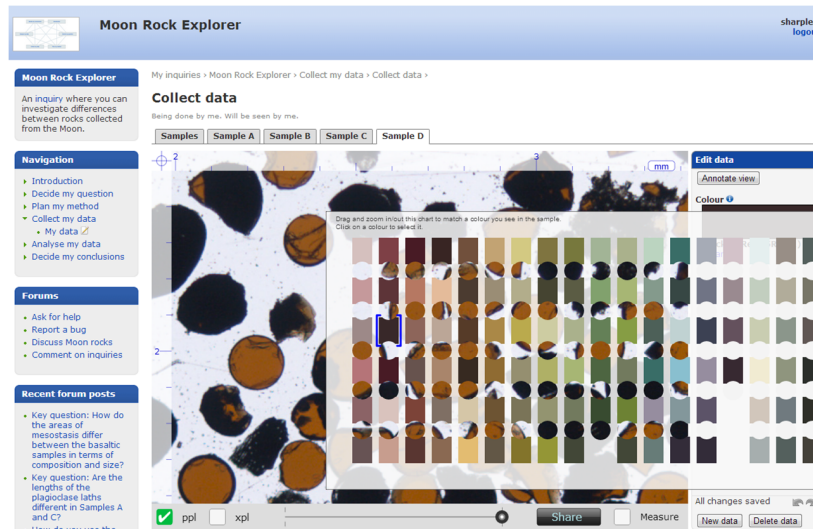 Moon Rock Explorer
sharple
logou
Moon Rock Explorer
An inquiry where you can
investigate differences
between rocks collected
from the Moon.
Navigation
Introduction
Decide my question
Plan my method
Collect my data
My data
Analyse my data
Decide my conclusions
Forums
Ask for help
Report a bug
Discuss Moon rocks
Comment on inquiries
Recent forum posts
Key question: How do
the areas of
mesostasis differ
between the basaltic
samples in terms of
composition and size?
Key question: Are the
lengths of the
plagioclase laths
different in Samples A
and C?
How do you use the
My inquiries › Moon Rock Explorer › Collect my data › Collect data ›
Collect data
Being done by me. Will be seen by me.
Samples Sample A Sample B Sample C Sample D
2 3 mm
2
Drag and zoom in/out this chart to match a colour you see in the sample.
Click on a colour to select it.
ppl xpl Share Measure
Edit data
Annotate view
Colour
All changes saved
New data Delete data